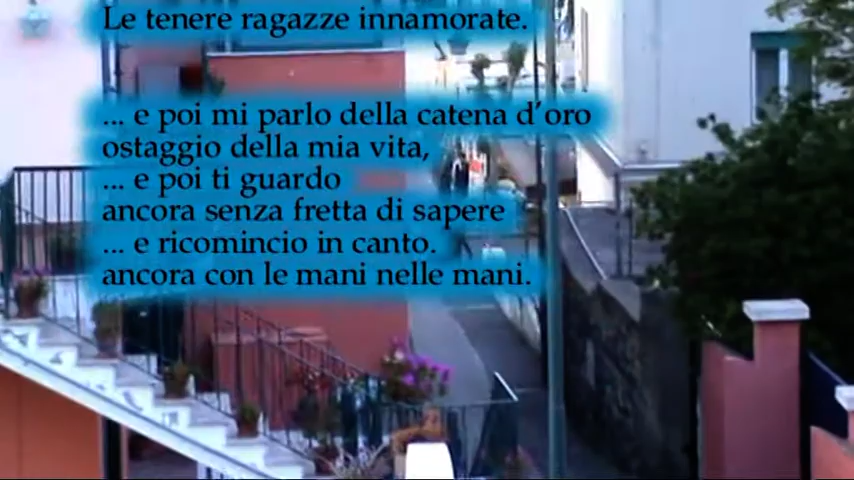 Le tenere ragazze innamorate.
... e poi mi parlo della catena d'oro
ostaggio della mia vita,
... e poi ti guardo
ancora senza fretta di sapere
... e ricomincio in canto.
ancora con le mani nelle mani.